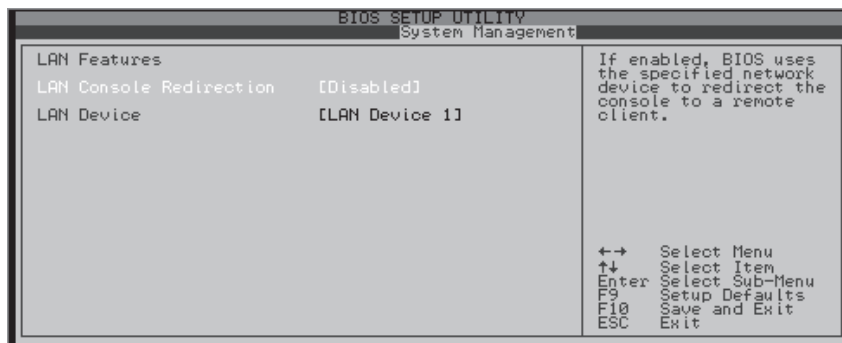 BIOS SETUP UTILITY
System Management
LAN Features
LAN Console Redirection [Disabled]
LAN Device [LAN Device 1]
If enabled, BIOS uses
the specified network
device to redirect the
console to a remote
client.
←→ Select Menu
↑↓ Select Item
Enter Select Sub-Menu
F9 Setup Defaults
F10 Save and Exit
ESC Exit